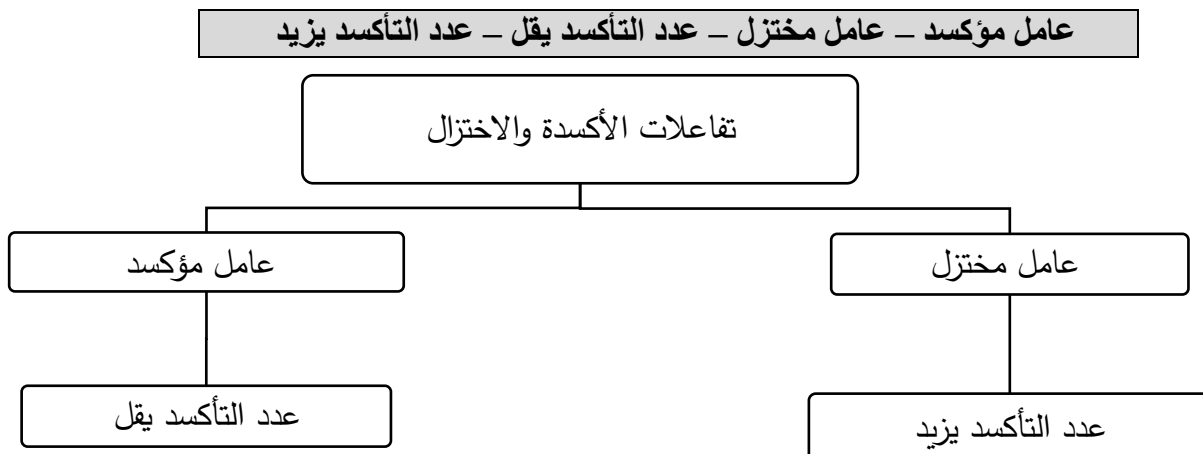 عامل مؤكسد – عامل مختزل – عدد التأكسد يقل – عدد التأكسد يزيد
تفاعلات الأكسدة والاختزال
عامل مختزل
عامل مؤكسد
عدد التأكسد يزيد
عدد التأكسد يقل